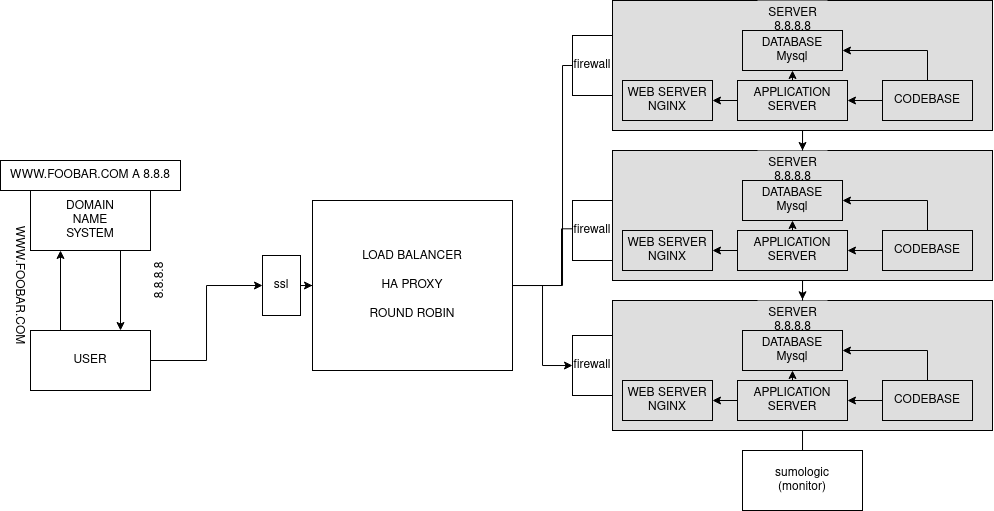 WWW.FOOBAR.COM A 8.8.8
DOMAIN
NAME
SYSTEM
WWW.FOOBAR.COM
8.8.8.8
USER
ssl
LOAD BALANCER
HA PROXY
ROUND ROBIN
firewall
SERVER
8.8.8.8
DATABASE
Mysql
WEB SERVER
NGINX
APPLICATION
SERVER
CODEBASE
firewall
SERVER
8.8.8.8
DATABASE
Mysql
WEB SERVER
NGINX
APPLICATION
SERVER
CODEBASE
firewall
SERVER
8.8.8.8
DATABASE
Mysql
WEB SERVER
NGINX
APPLICATION
SERVER
CODEBASE
sumologic
(monitor)